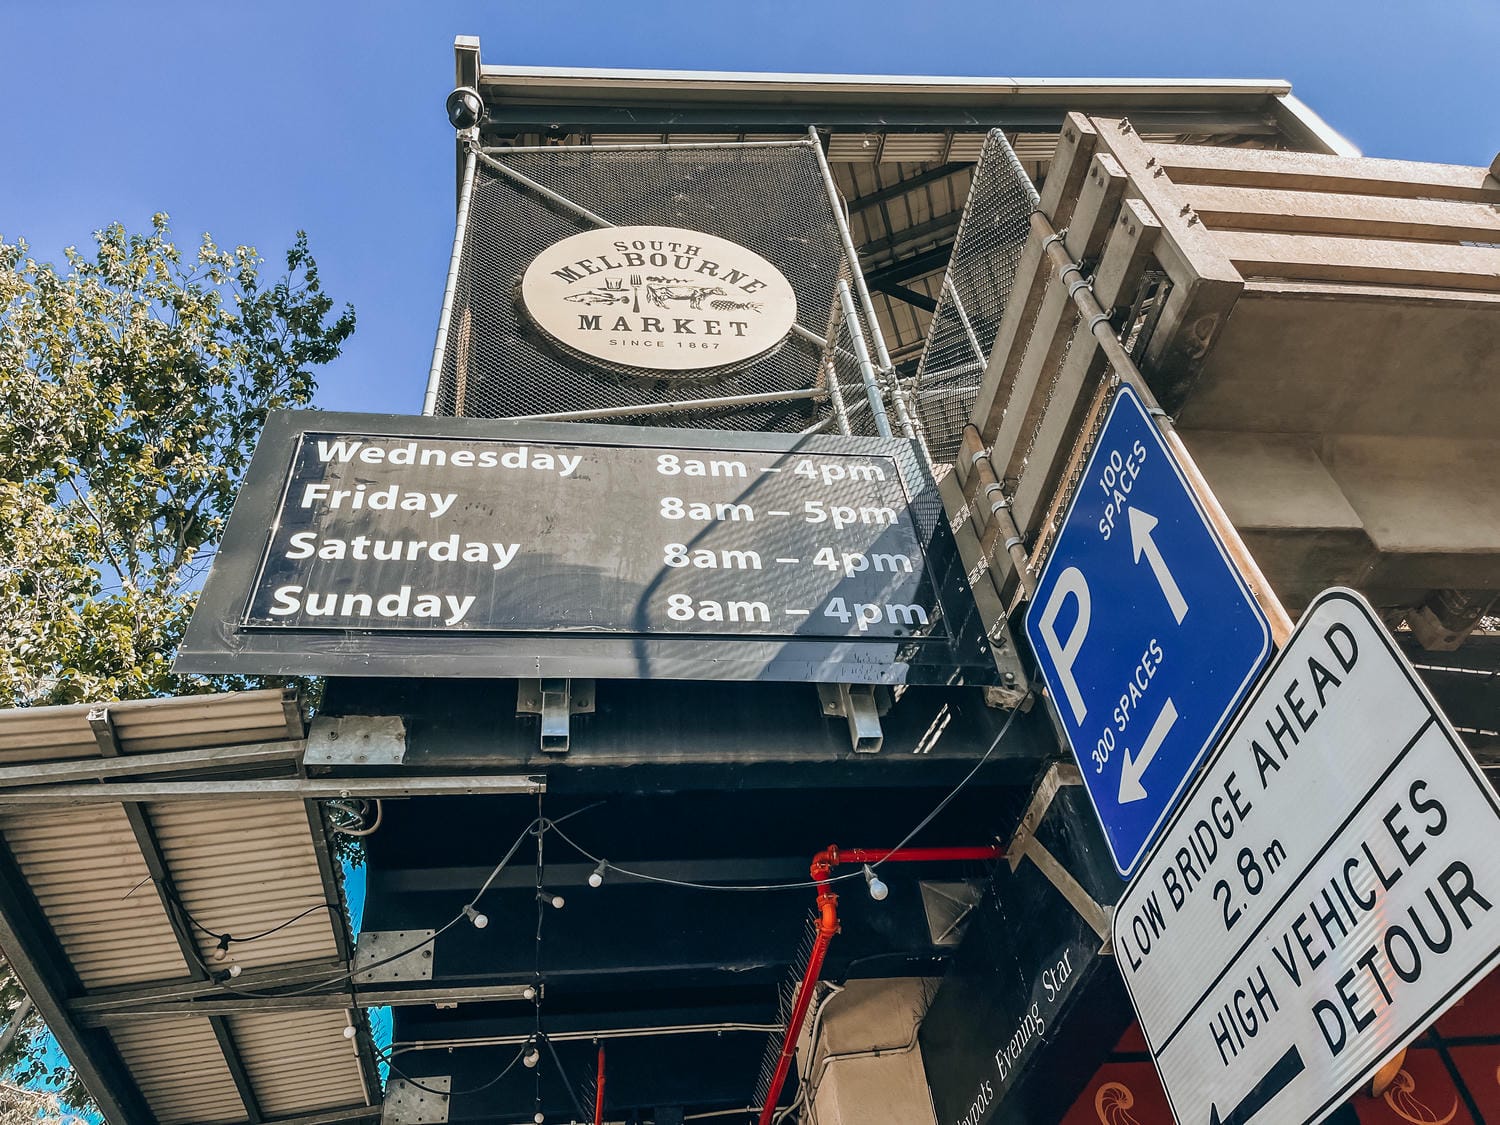 SOUTH
MELBOURNE
MARKET
SINCE 1867
Wednesday 8am – 4pm
Friday 8am – 5pm
Saturday 8am – 4pm
Sunday 8am – 4pm
100
SPACES
P
300 SPACES
LOW BRIDGE AHEAD
2.8m
HIGH VEHICLES
DETOUR
Evening Star